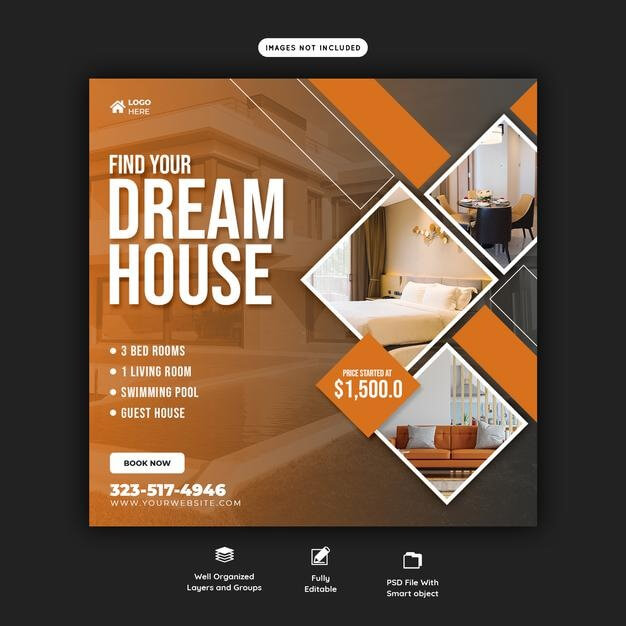 IMAGES NOT INCLUDED
LOGO
HERE
FIND YOUR
DREAM
HOUSE
3 BED ROOMS
1 LIVING ROOM
SWIMMING POOL
GUEST HOUSE
PRICE STARTED AT
$1,500.0
BOOK NOW
323-517-4946
WWW.YOURWEBSITE.COM
Well Organized
Layers and Groups
Fully
Editable
PSD File With
Smart object